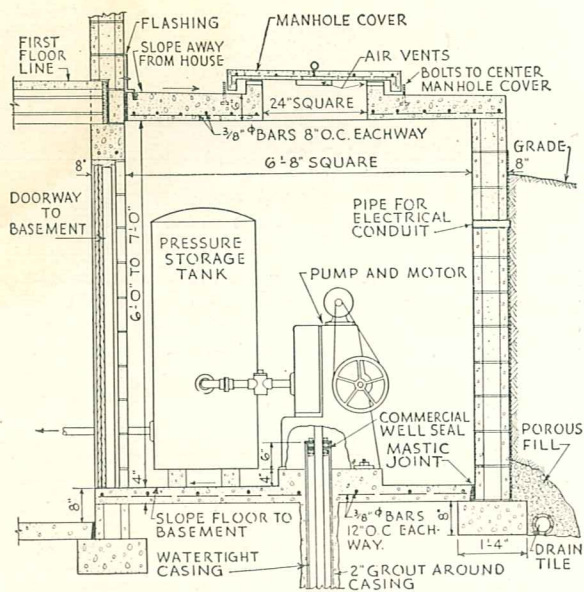 FLASHING
MANHOLE COVER
FIRST
FLOOR
LINE
SLOPE AWAY
FROM HOUSE
AIR VENTS
BOLTS TO CENTER
MANHOLE COVER
6"
24" SQUARE
3/8" ϕ BARS 8" O.C. EACHWAY
8"
6'-8" SQUARE
8"
GRADE
DOORWAY
TO
BASEMENT
6'-0" TO 7'-0"
PIPE FOR
ELECTRICAL
CONDUIT
PRESSURE
STORAGE
TANK
PUMP AND MOTOR
COMMERCIAL
WELL SEAL
MASTIC
JOINT
POROUS
FILL
6"
4"
4"
4"
8"
SLOPE FLOOR TO
BASEMENT
3/8" ϕ BARS
12" O.C. EACH-
WAY.
8"
1'-4"
DRAIN
TILE
WATERTIGHT
CASING
2" GROUT AROUND
CASING